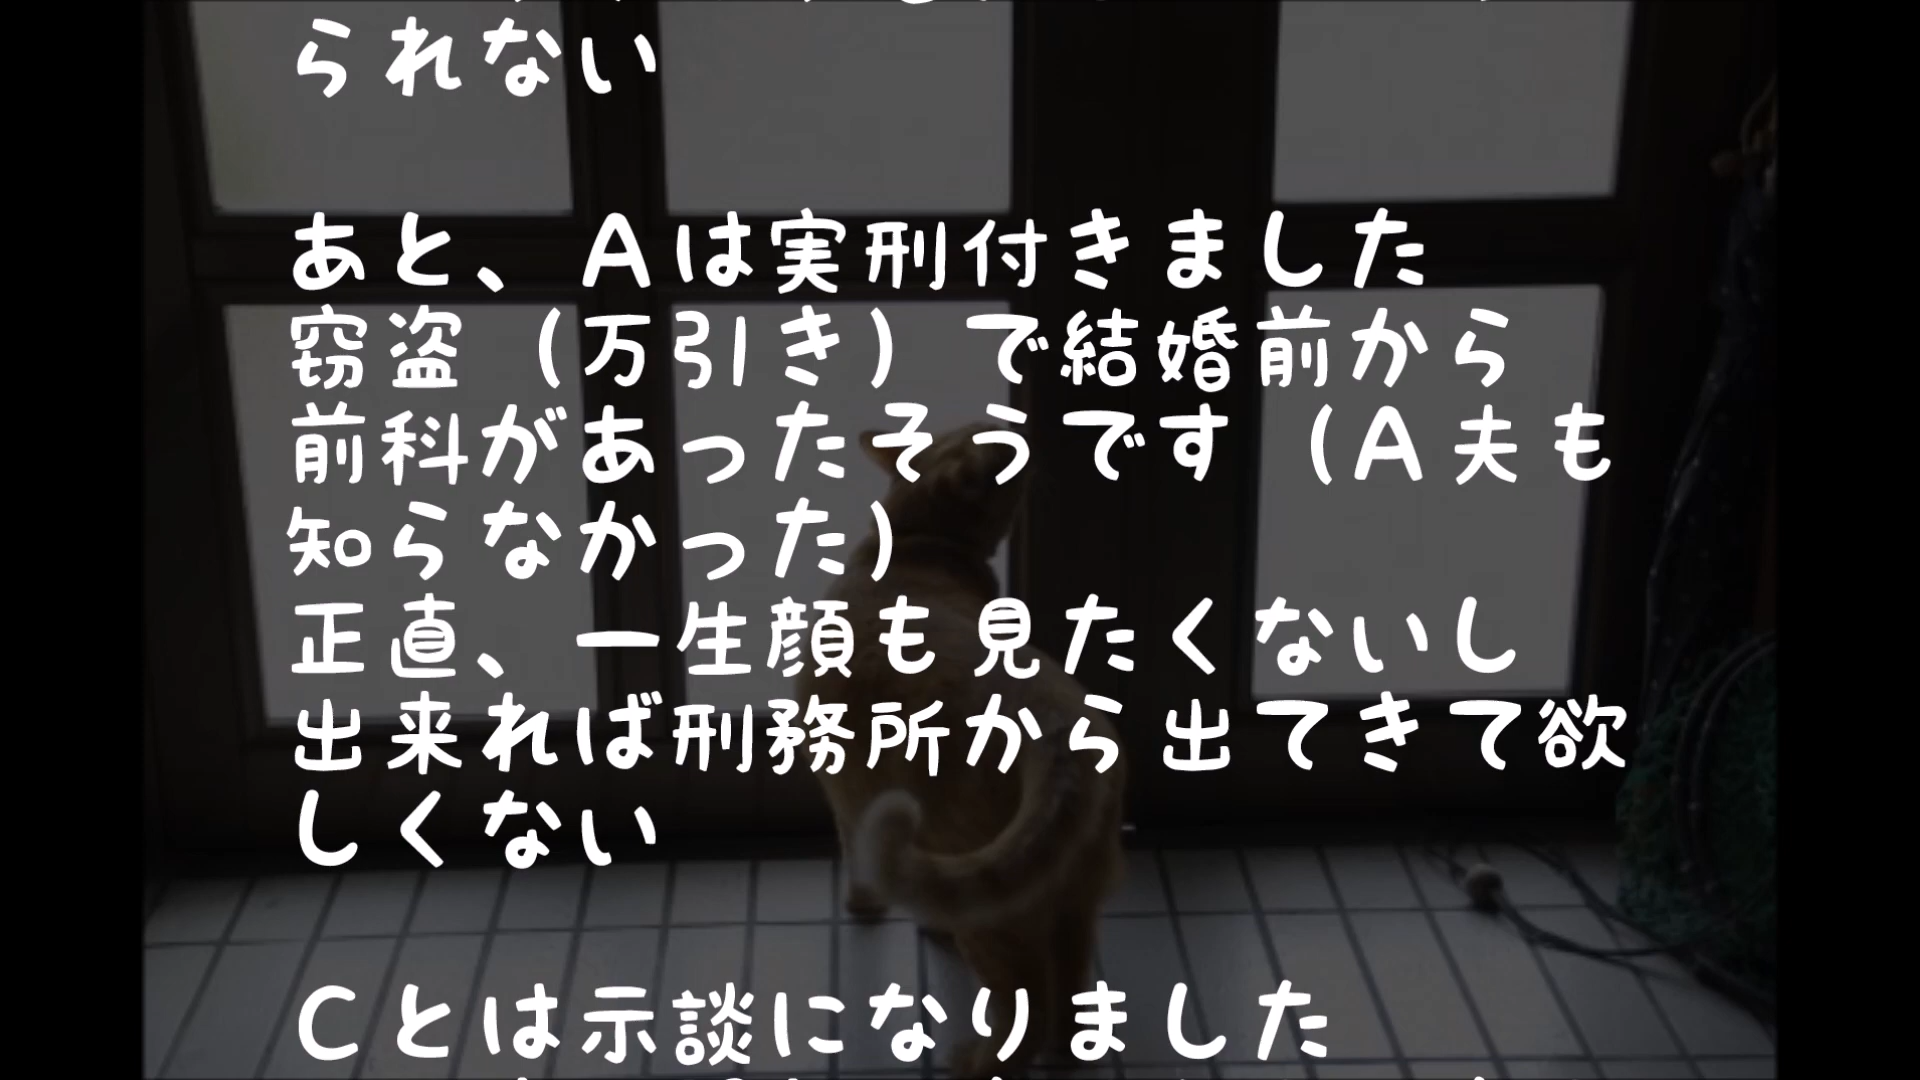 られない
あと、Aは実刑付きました
窃盗（万引き）で結婚前から
前科があったそうです（A夫も
知らなかった）
正直、一生顔も見たくないし
出来れば刑務所から出てきて欲
しくない
Cとは示談になりました